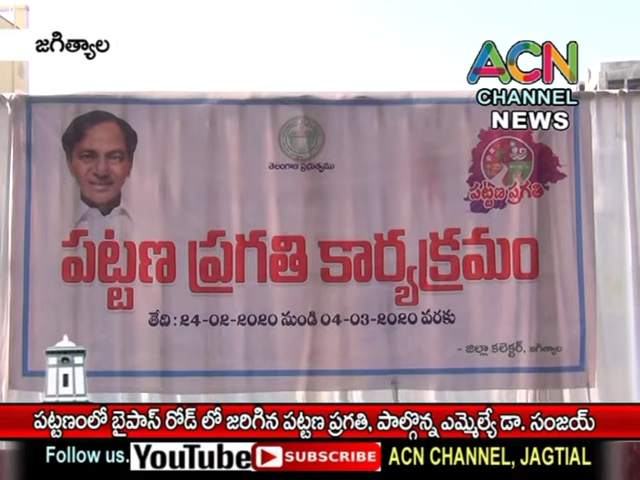 జగిత్యాల
ACN
CHANNEL
NEWS
తెలంగాణ ప్రభుత్వము
పట్టణ ప్రగతి
పట్టణ ప్రగతి కార్యక్రమం
తేది : 24-02-2020 నుండి 04-03-2020 వరకు
- జిల్లా కలెక్టర్, జగిత్యాల
పట్టణంలో బైపాస్ రోడ్ లో జరిగిన పట్టణ ప్రగతి, పాల్గొన్న ఎమ్మెల్యే డా. సంజయ్
Follow us. YouTube SUBSCRIBE ACN CHANNEL, JAGTIAL